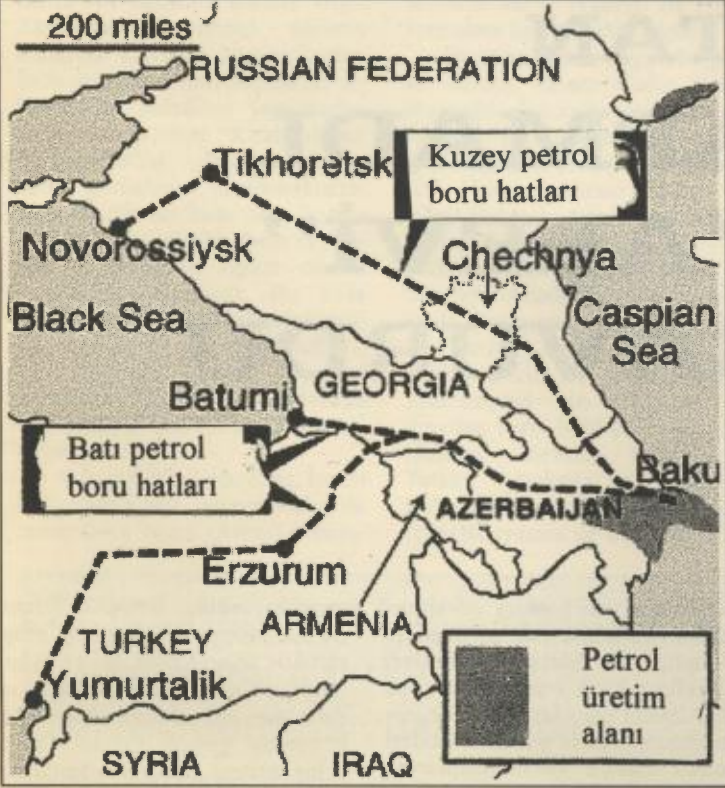 200 miles
RUSSIAN FEDERATION
Tikhoretsk
Kuzey petrol
boru hatları
Novorossiysk
Chechnya
Black Sea
Caspian
Sea
GEORGIA
Batumi
Batı petrol
boru hatları
Baku
AZERBAIJAN
Erzurum
ARMENIA
TURKEY
Yumurtalik
Petrol
üretim
alanı
SYRIA
IRAQ